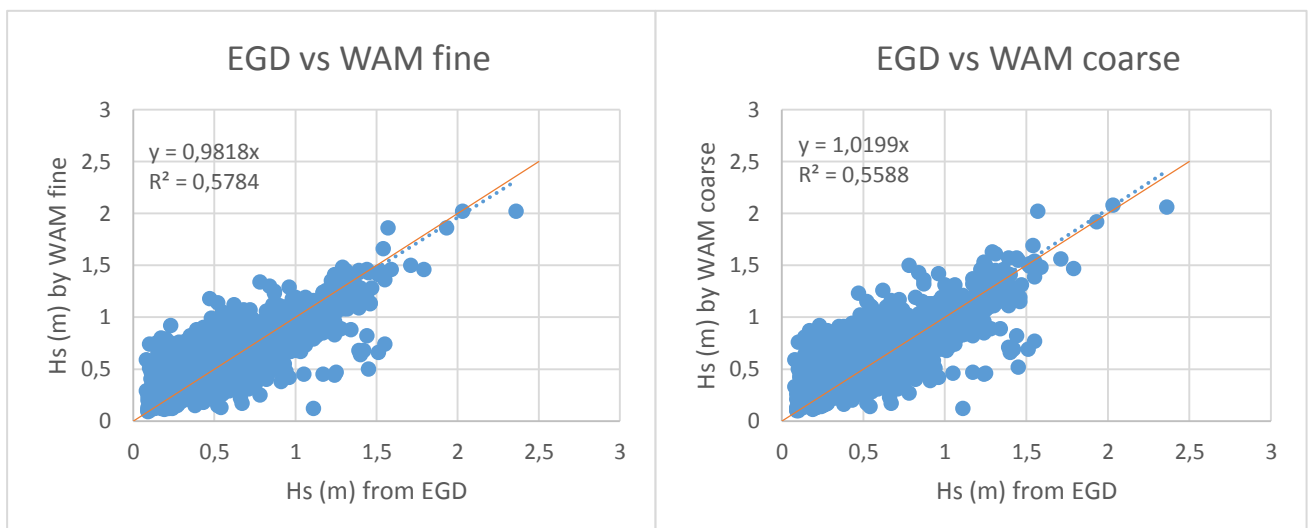 EGD vs WAM fine
3
2,5
2
1,5
1
0,5
0
y = 0,9818x
R² = 0,5784
Hs (m) by WAM fine
0 0,5 1 1,5 2 2,5 3
Hs (m) from EGD
EGD vs WAM coarse
3
2,5
2
1,5
1
0,5
0
y = 1,0199x
R² = 0,5588
Hs (m) by WAM coarse
0 0,5 1 1,5 2 2,5 3
Hs (m) from EGD